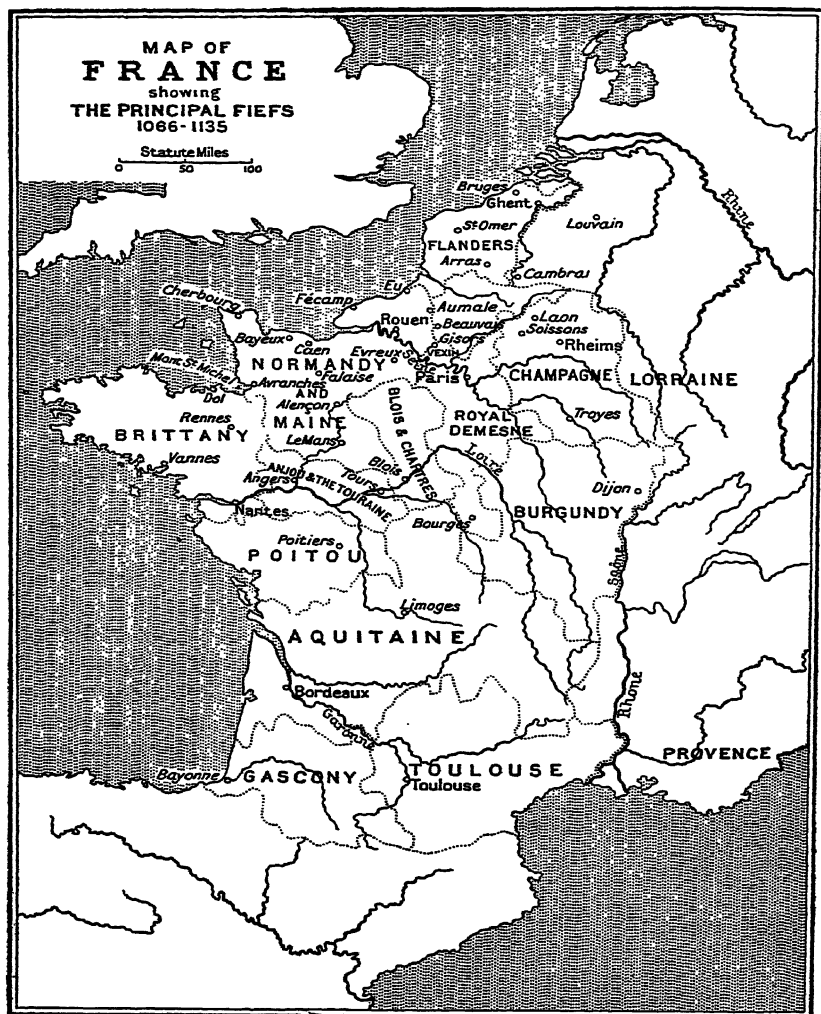 MAP OF
FRANCE
showing
THE PRINCIPAL FIEFS
1066-1135
Statute Miles
0 50 100
Rhine
Bruges
Ghent
St Omer
Louvain
FLANDERS
Arras
Cambrai
Cherbourg
Fécamp
Eu
Aumale
Rouen
Beauvais
Laon
Soissons
Gisors
Rheims
Bayeux
Caen
Evreux
VEXIN
Mont St Michel
NORMANDY
Falaise
Paris
CHAMPAGNE
LORRAINE
Avranches
Dol
AND
Alençon
MAINE
BLOIS & CHARTRES
ROYAL
DEMESNE
Troyes
Rennes
BRITTANY
Le Mans
Loire
Vannes
Blois
ANJOU & THE TOURAINE
Angers
Tours
Dijon
Nantes
Bourges
BURGUNDY
Poitiers
POITOU
Saône
Limoges
AQUITAINE
Bordeaux
Rhone
Garonne
PROVENCE
Bayonne
GASCONY
TOULOUSE
Toulouse